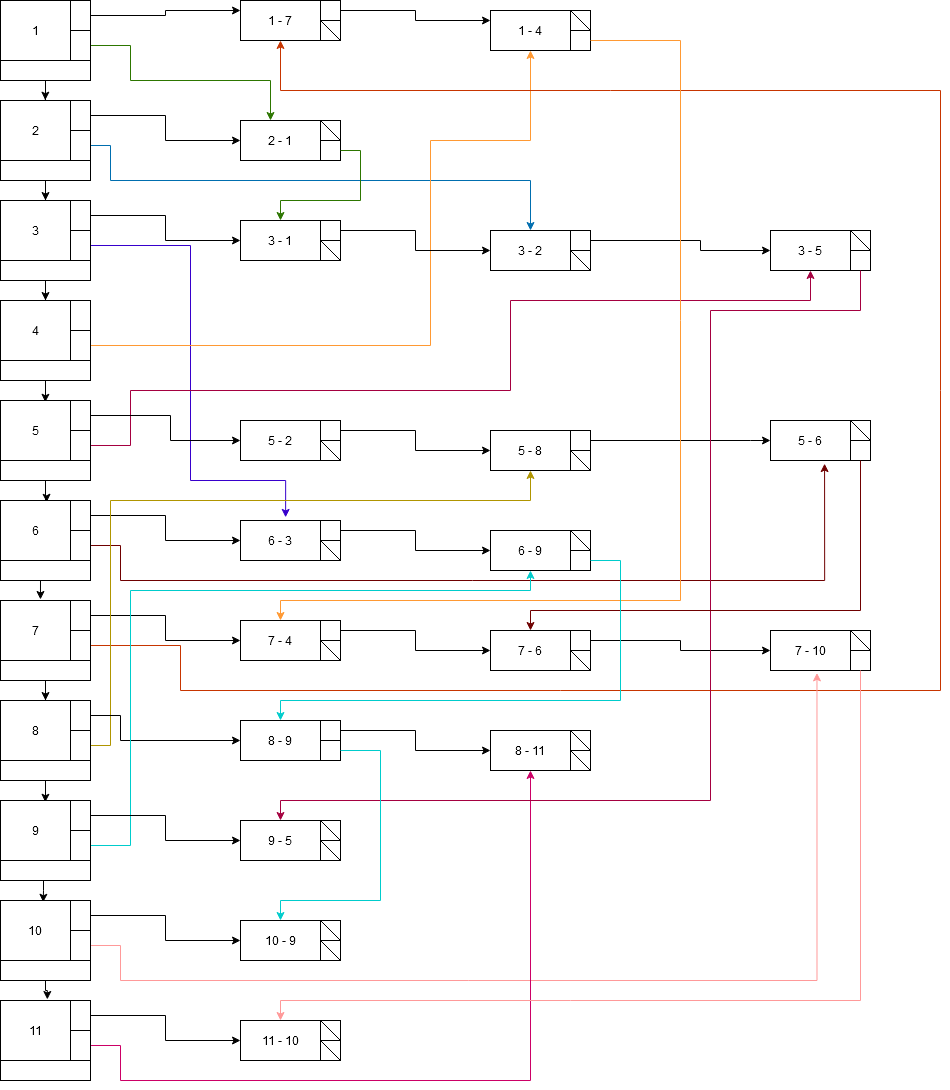 1
1 - 7
1 - 4
2
2 - 1
3
3 - 1
3 - 2
3 - 5
4
5
5 - 2
5 - 8
5 - 6
6
6 - 3
6 - 9
7
7 - 4
7 - 6
7 - 10
8
8 - 9
8 - 11
9
9 - 5
10
10 - 9
11
11 - 10